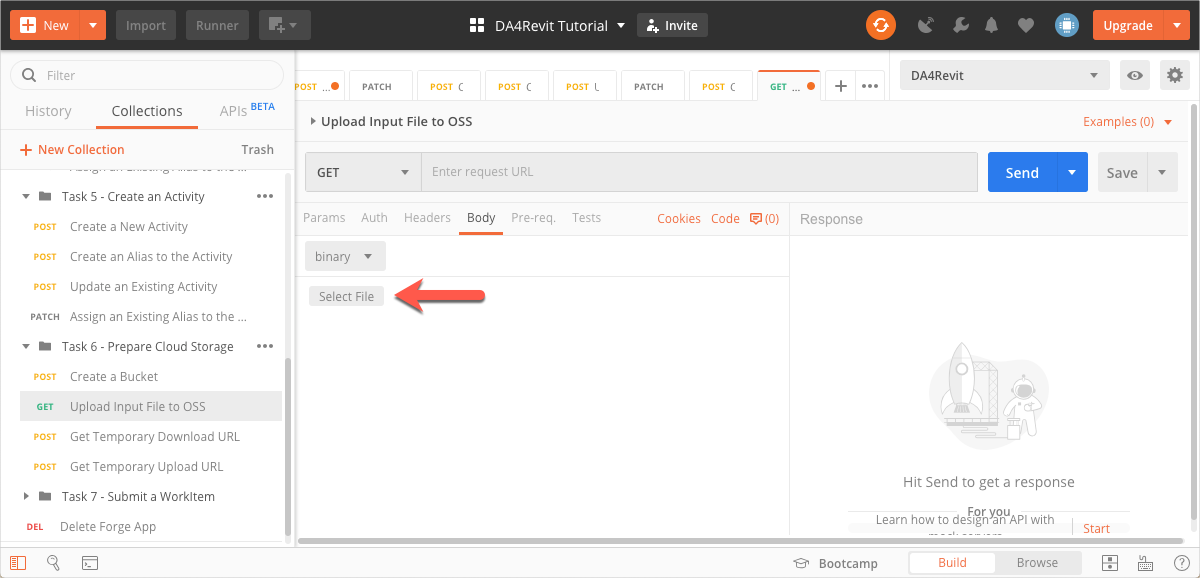 New
Import
Runner
DA4Revit Tutorial
Invite
Upgrade
Filter
History
Collections
APIs BETA
New Collection
Trash
Task 5 - Create an Activity
POST Create a New Activity
POST Create an Alias to the Activity
POST Update an Existing Activity
PATCH Assign an Existing Alias to the ...
Task 6 - Prepare Cloud Storage
POST Create a Bucket
GET Upload Input File to OSS
POST Get Temporary Download URL
POST Get Temporary Upload URL
Task 7 - Submit a WorkItem
DEL Delete Forge App
POST ...
PATCH
POST C
POST C
POST
PATCH
POST C
GET ...
DA4Revit
Upload Input File to OSS
Examples (0)
GET
Enter request URL
Send
Save
Params
Auth
Headers
Body
Pre-req.
Tests
Cookies
Code
(0)
binary
Select File
Response
Hit Send to get a response
For you
Learn how to design an API with
Start
Bootcamp
Build
Browse